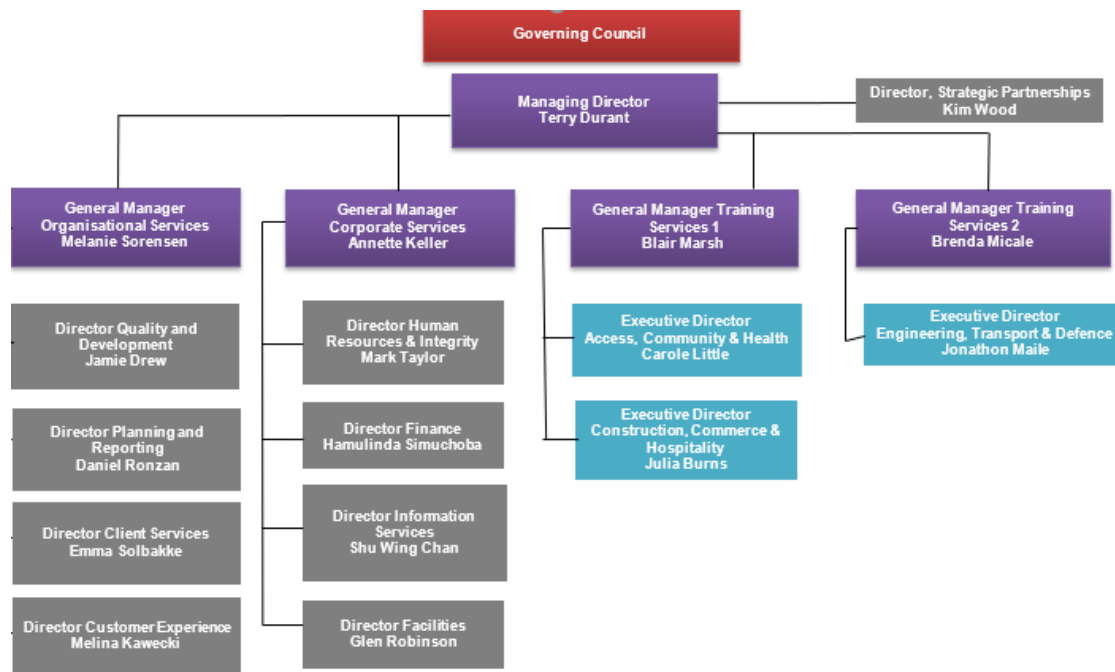 Governing Council
Managing Director
Terry Durant
Director, Strategic Partnerships
Kim Wood
General Manager
Organisational Services
Melanie Sorensen
General Manager
Corporate Services
Annette Keller
General Manager Training
Services 1
Blair Marsh
General Manager Training
Services 2
Brenda Micale
Director Quality and
Development
Jamie Drew
Director Planning and
Reporting
Daniel Ronzan
Director Client Services
Emma Solbakke
Director Customer Experience
Melina Kawecki
Director Human
Resources & Integrity
Mark Taylor
Director Finance
Hamulinda Simuchoba
Director Information
Services
Shu Wing Chan
Director Facilities
Glen Robinson
Executive Director
Access, Community & Health
Carole Little
Executive Director
Construction, Commerce &
Hospitality
Julia Burns
Executive Director
Engineering, Transport & Defence
Jonathon Maile